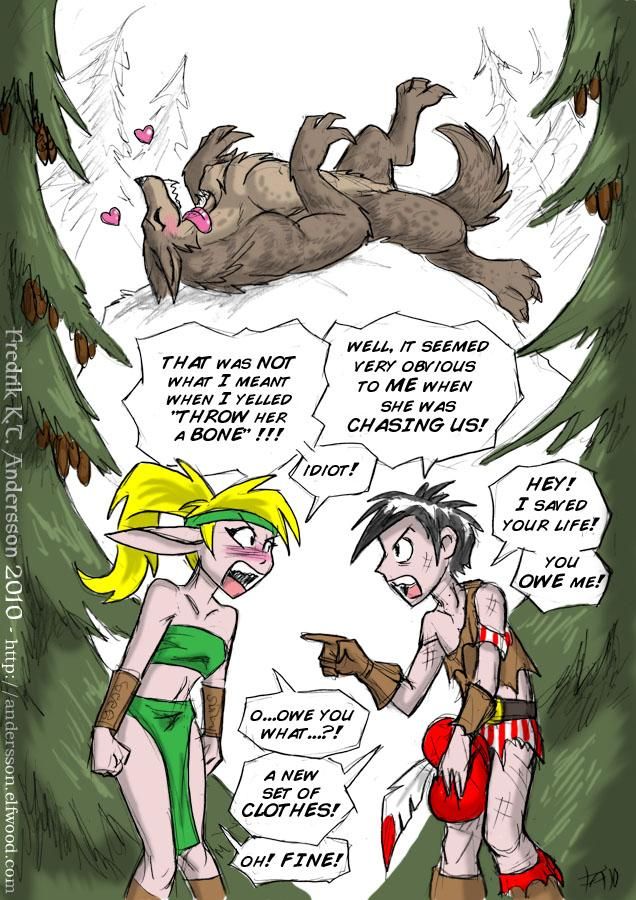 THAT WAS NOT
WHAT I MEANT
WHEN I YELLED
"THROW HER
A BONE" !!!
WELL, IT SEEMED
VERY OBVIOUS
TO ME WHEN
SHE WAS
CHASING US!
IDIOT!
HEY!
I SAVED
YOUR LIFE!
YOU
OWE ME!
O...OWE YOU
WHAT...?!
A NEW
SET OF
CLOTHES!
OH! FINE!
Fredrik K.T. Andersson 2010 - http://andersson.elfwood.com